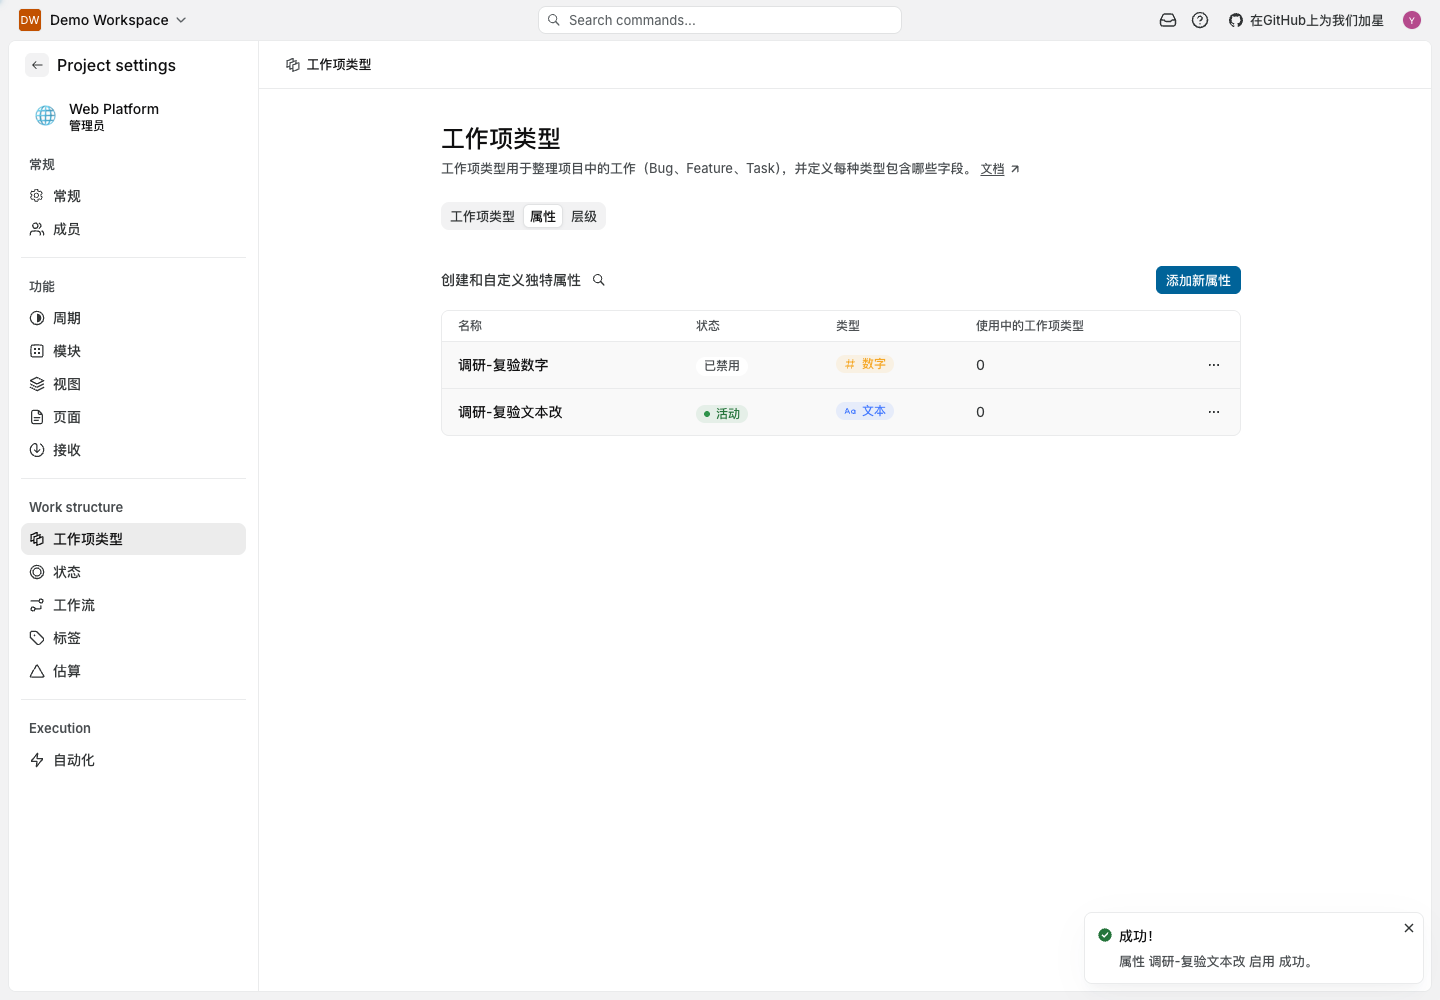 DW Demo Workspace
Search commands...
在GitHub上为我们加星
Y
Project settings
Web Platform
管理员
常规
常规
成员
功能
周期
模块
视图
页面
接收
Work structure
工作项类型
状态
工作流
标签
估算
Execution
自动化
工作项类型
工作项类型
工作项类型用于整理项目中的工作（Bug、Feature、Task），并定义每种类型包含哪些字段。 文档
工作项类型 属性 层级
创建和自定义独特属性
添加新属性
名称 状态 类型 使用中的工作项类型
调研-复验数字 已禁用 数字 0
调研-复验文本改 活动 Aa 文本 0
成功！
属性 调研-复验文本改 启用 成功。